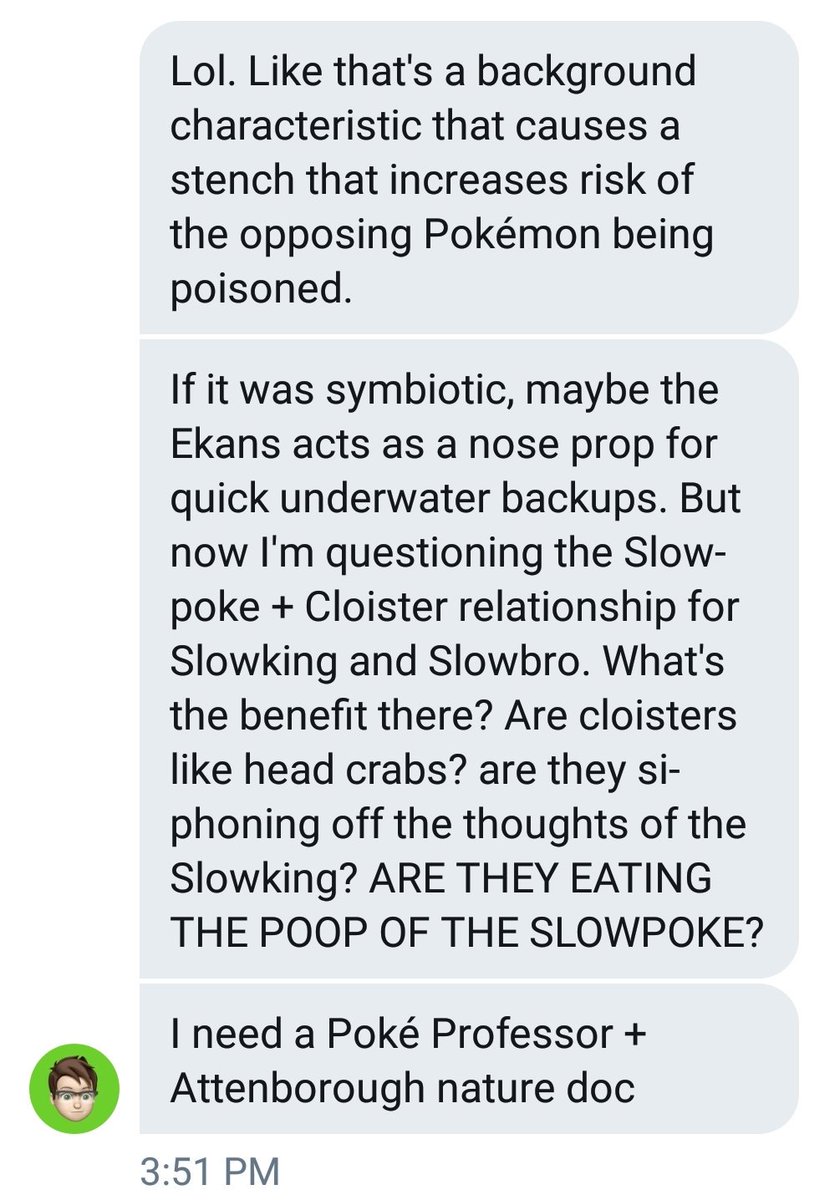 Lol. Like that's a background
characteristic that causes a
stench that increases risk of
the opposing Pokémon being
poisoned.
If it was symbiotic, maybe the
Ekans acts as a nose prop for
quick underwater backups. But
now I'm questioning the Slow-
poke + Cloister relationship for
Slowking and Slowbro. What's
the benefit there? Are cloisters
like head crabs? are they si-
phoning off the thoughts of the
Slowking? ARE THEY EATING
THE POOP OF THE SLOWPOKE?
I need a Poké Professor +
Attenborough nature doc
3:51 PM